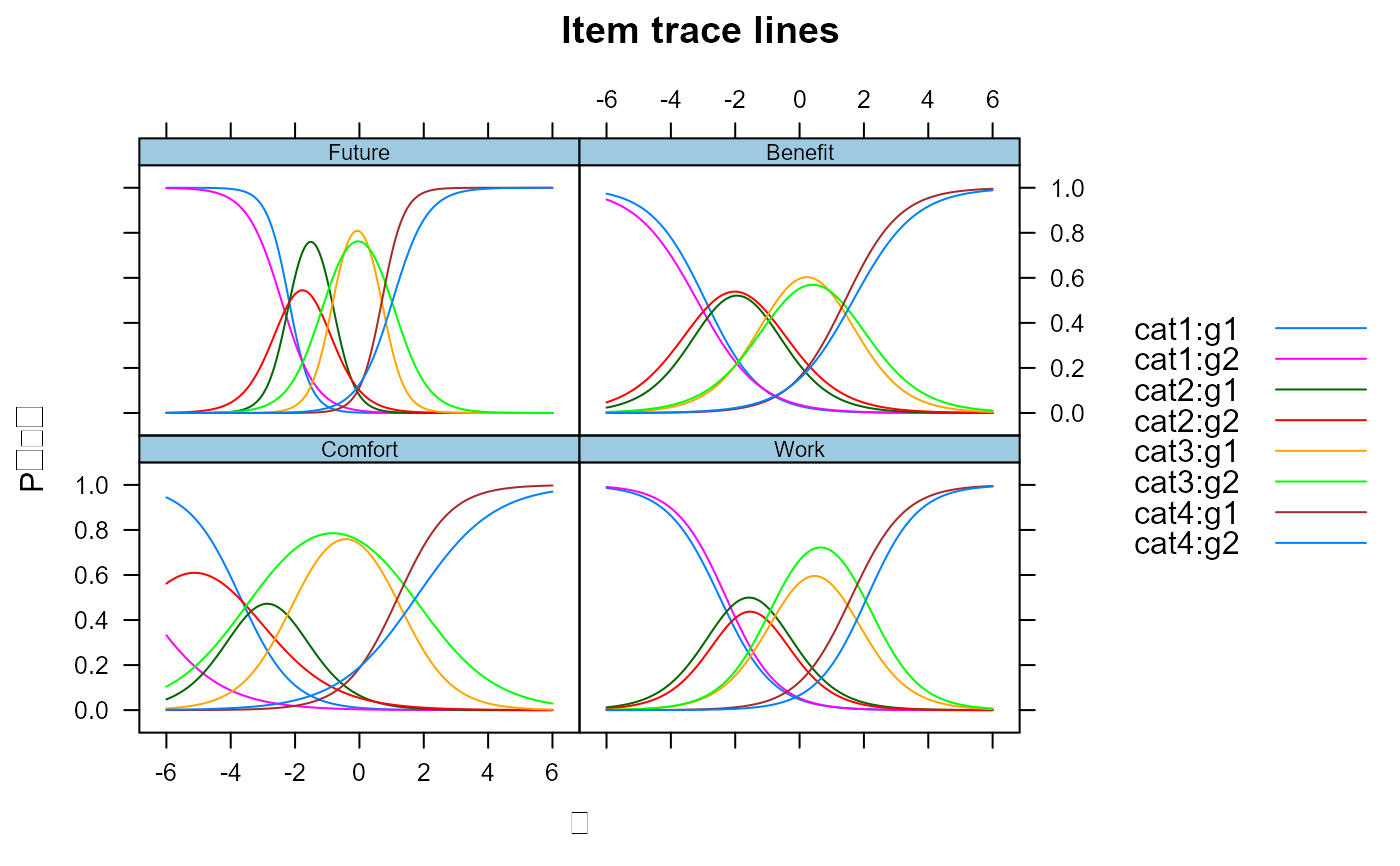 Item trace lines
-6 -4 -2 0 2 4 6
Future
Benefit
1.0
0.8
0.6
0.4
0.2
0.0
Comfort
Work
1.0
0.8
0.6
0.4
0.2
0.0
-6 -4 -2 0 2 4 6
P
cat1:g1
cat1:g2
cat2:g1
cat2:g2
cat3:g1
cat3:g2
cat4:g1
cat4:g2